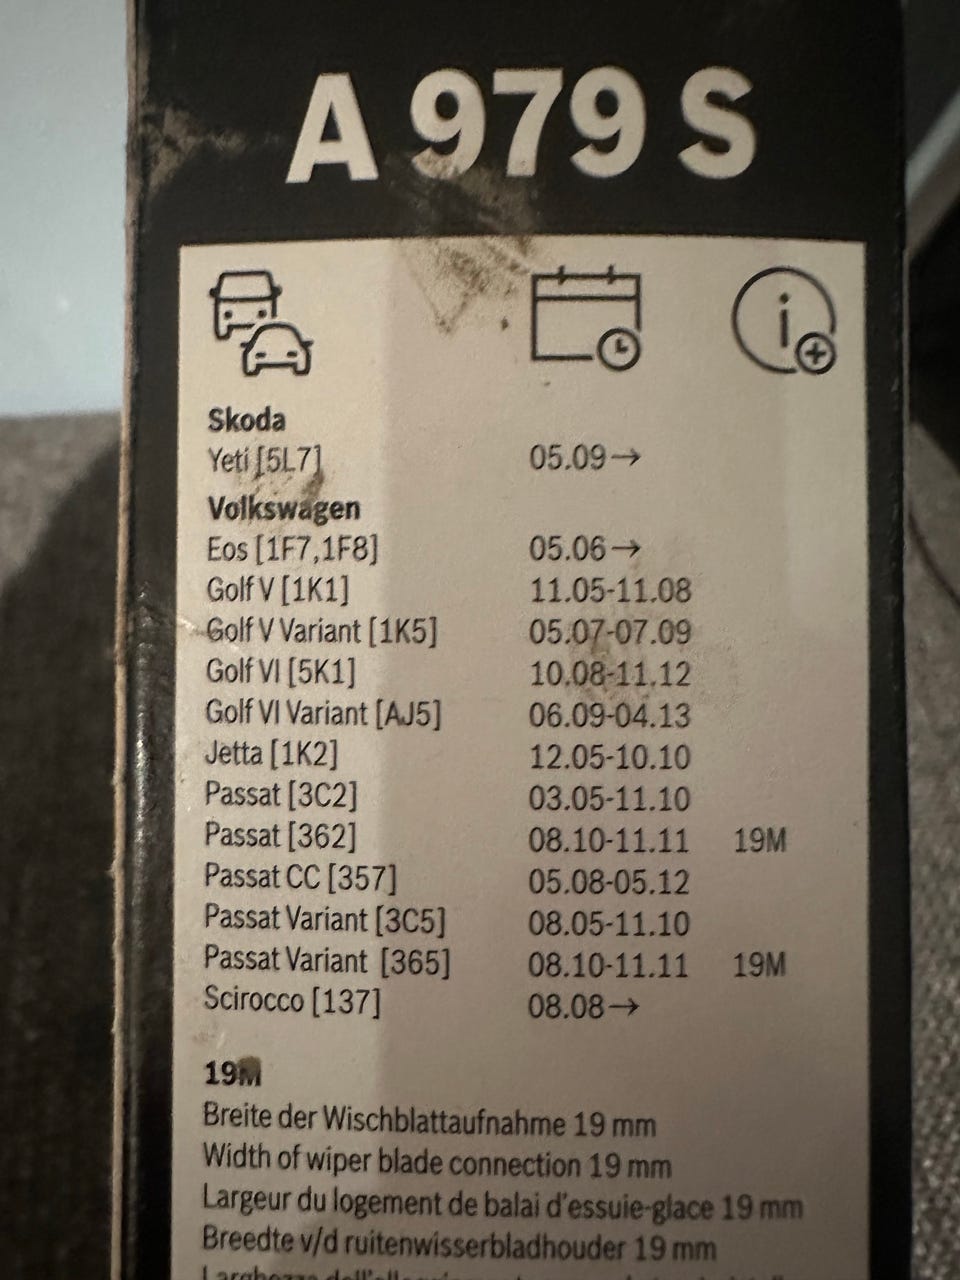 A 979 S
Skoda
Yeti [5L7] 05.09→
Volkswagen
Eos [1F7,1F8] 05.06→
Golf V [1K1] 11.05-11.08
Golf V Variant [1K5] 05.07-07.09
Golf VI [5K1] 10.08-11.12
Golf VI Variant [AJ5] 06.09-04.13
Jetta [1K2] 12.05-10.10
Passat [3C2] 03.05-11.10
Passat [362] 08.10-11.11 19M
Passat CC [357] 05.08-05.12
Passat Variant [3C5] 08.05-11.10
Passat Variant [365] 08.10-11.11 19M
Scirocco [137] 08.08→
19M
Breite der Wischblattaufnahme 19 mm
Width of wiper blade connection 19 mm
Largeur du logement de balai d'essuie-glace 19 mm
Breedte v/d ruitenwisserbladhouder 19 mm